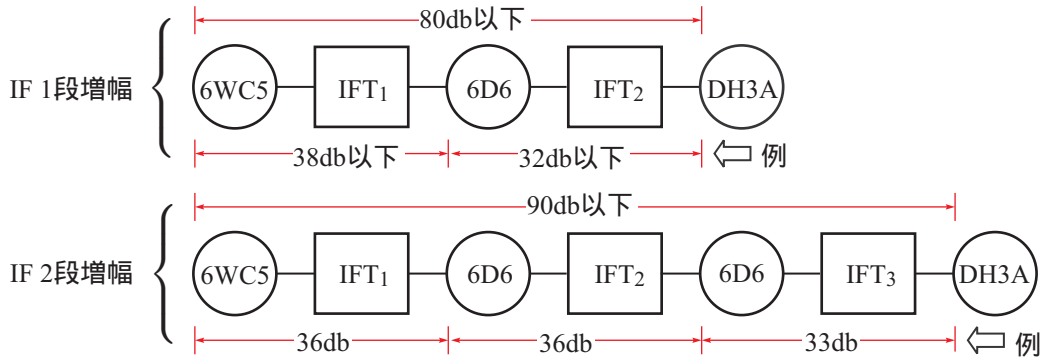 80db以下
IF 1段増幅
6WC5 IFT1 6D6 IFT2 DH3A
38db以下 32db以下 例
90db以下
IF 2段増幅
6WC5 IFT1 6D6 IFT2 6D6 IFT3 DH3A
36db 36db 33db 例